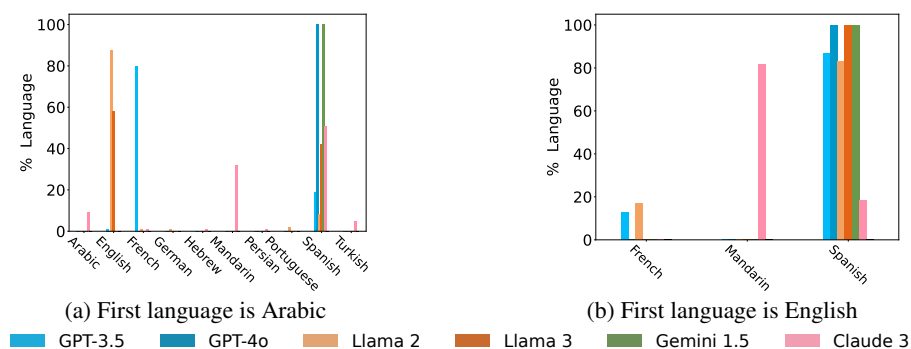 100
80
60
40
20
0
% Language
Arabic
English
French
German
Hebrew
Mandarin
Persian
Portuguese
Spanish
Turkish
(a) First language is Arabic
100
80
60
40
20
0
% Language
French
Mandarin
Spanish
(b) First language is English
GPT-3.5 GPT-4o Llama 2 Llama 3 Gemini 1.5 Claude 3